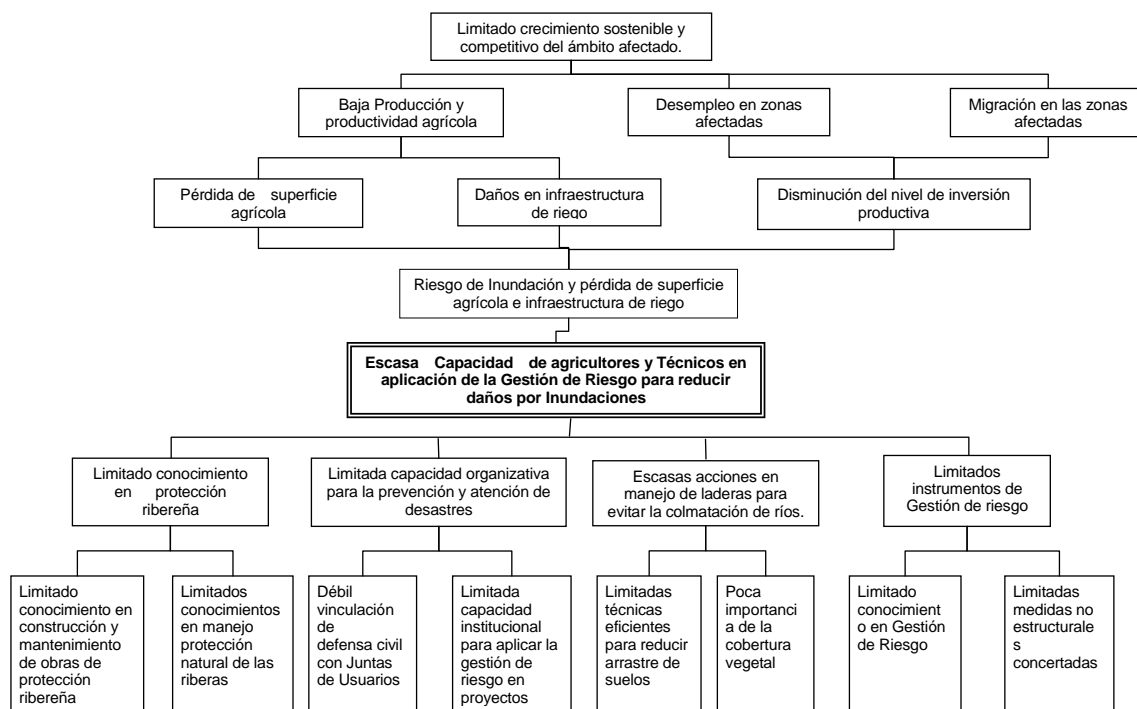 Limitado crecimiento sostenible y
competitivo del ámbito afectado.
Baja Producción y
productividad agrícola
Desempleo en zonas
afectadas
Migración en las zonas
afectadas
Pérdida de superficie
agrícola
Daños en infraestructura
de riego
Disminución del nivel de inversión
productiva
Riesgo de Inundación y pérdida de superficie
agrícola e infraestructura de riego
Escasa Capacidad de agricultores y Técnicos en
aplicación de la Gestión de Riesgo para reducir
daños por Inundaciones
Limitado conocimiento
en protección
ribereña
Limitada capacidad organizativa
para la prevención y atención de
desastres
Escasas acciones en
manejo de laderas para
evitar la colmatación de ríos.
Limitados
instrumentos de
Gestión de riesgo
Limitado
conocimiento en
construcción y
mantenimiento
de obras de
protección
ribereña
Limitados
conocimientos
en manejo
protección
natural de las
riberas
Débil
vinculación
de
defensa civil
con Juntas
de Usuarios
Limitada
capacidad
institucional
para aplicar la
gestión de
riesgo en
proyectos
Limitadas
técnicas
eficientes
para reducir
arrastre de
suelos
Poca
importanci
a de la
cobertura
vegetal
Limitado
conocimient
o en Gestión
de Riesgo
Limitadas
medidas no
estructurale
s
concertadas